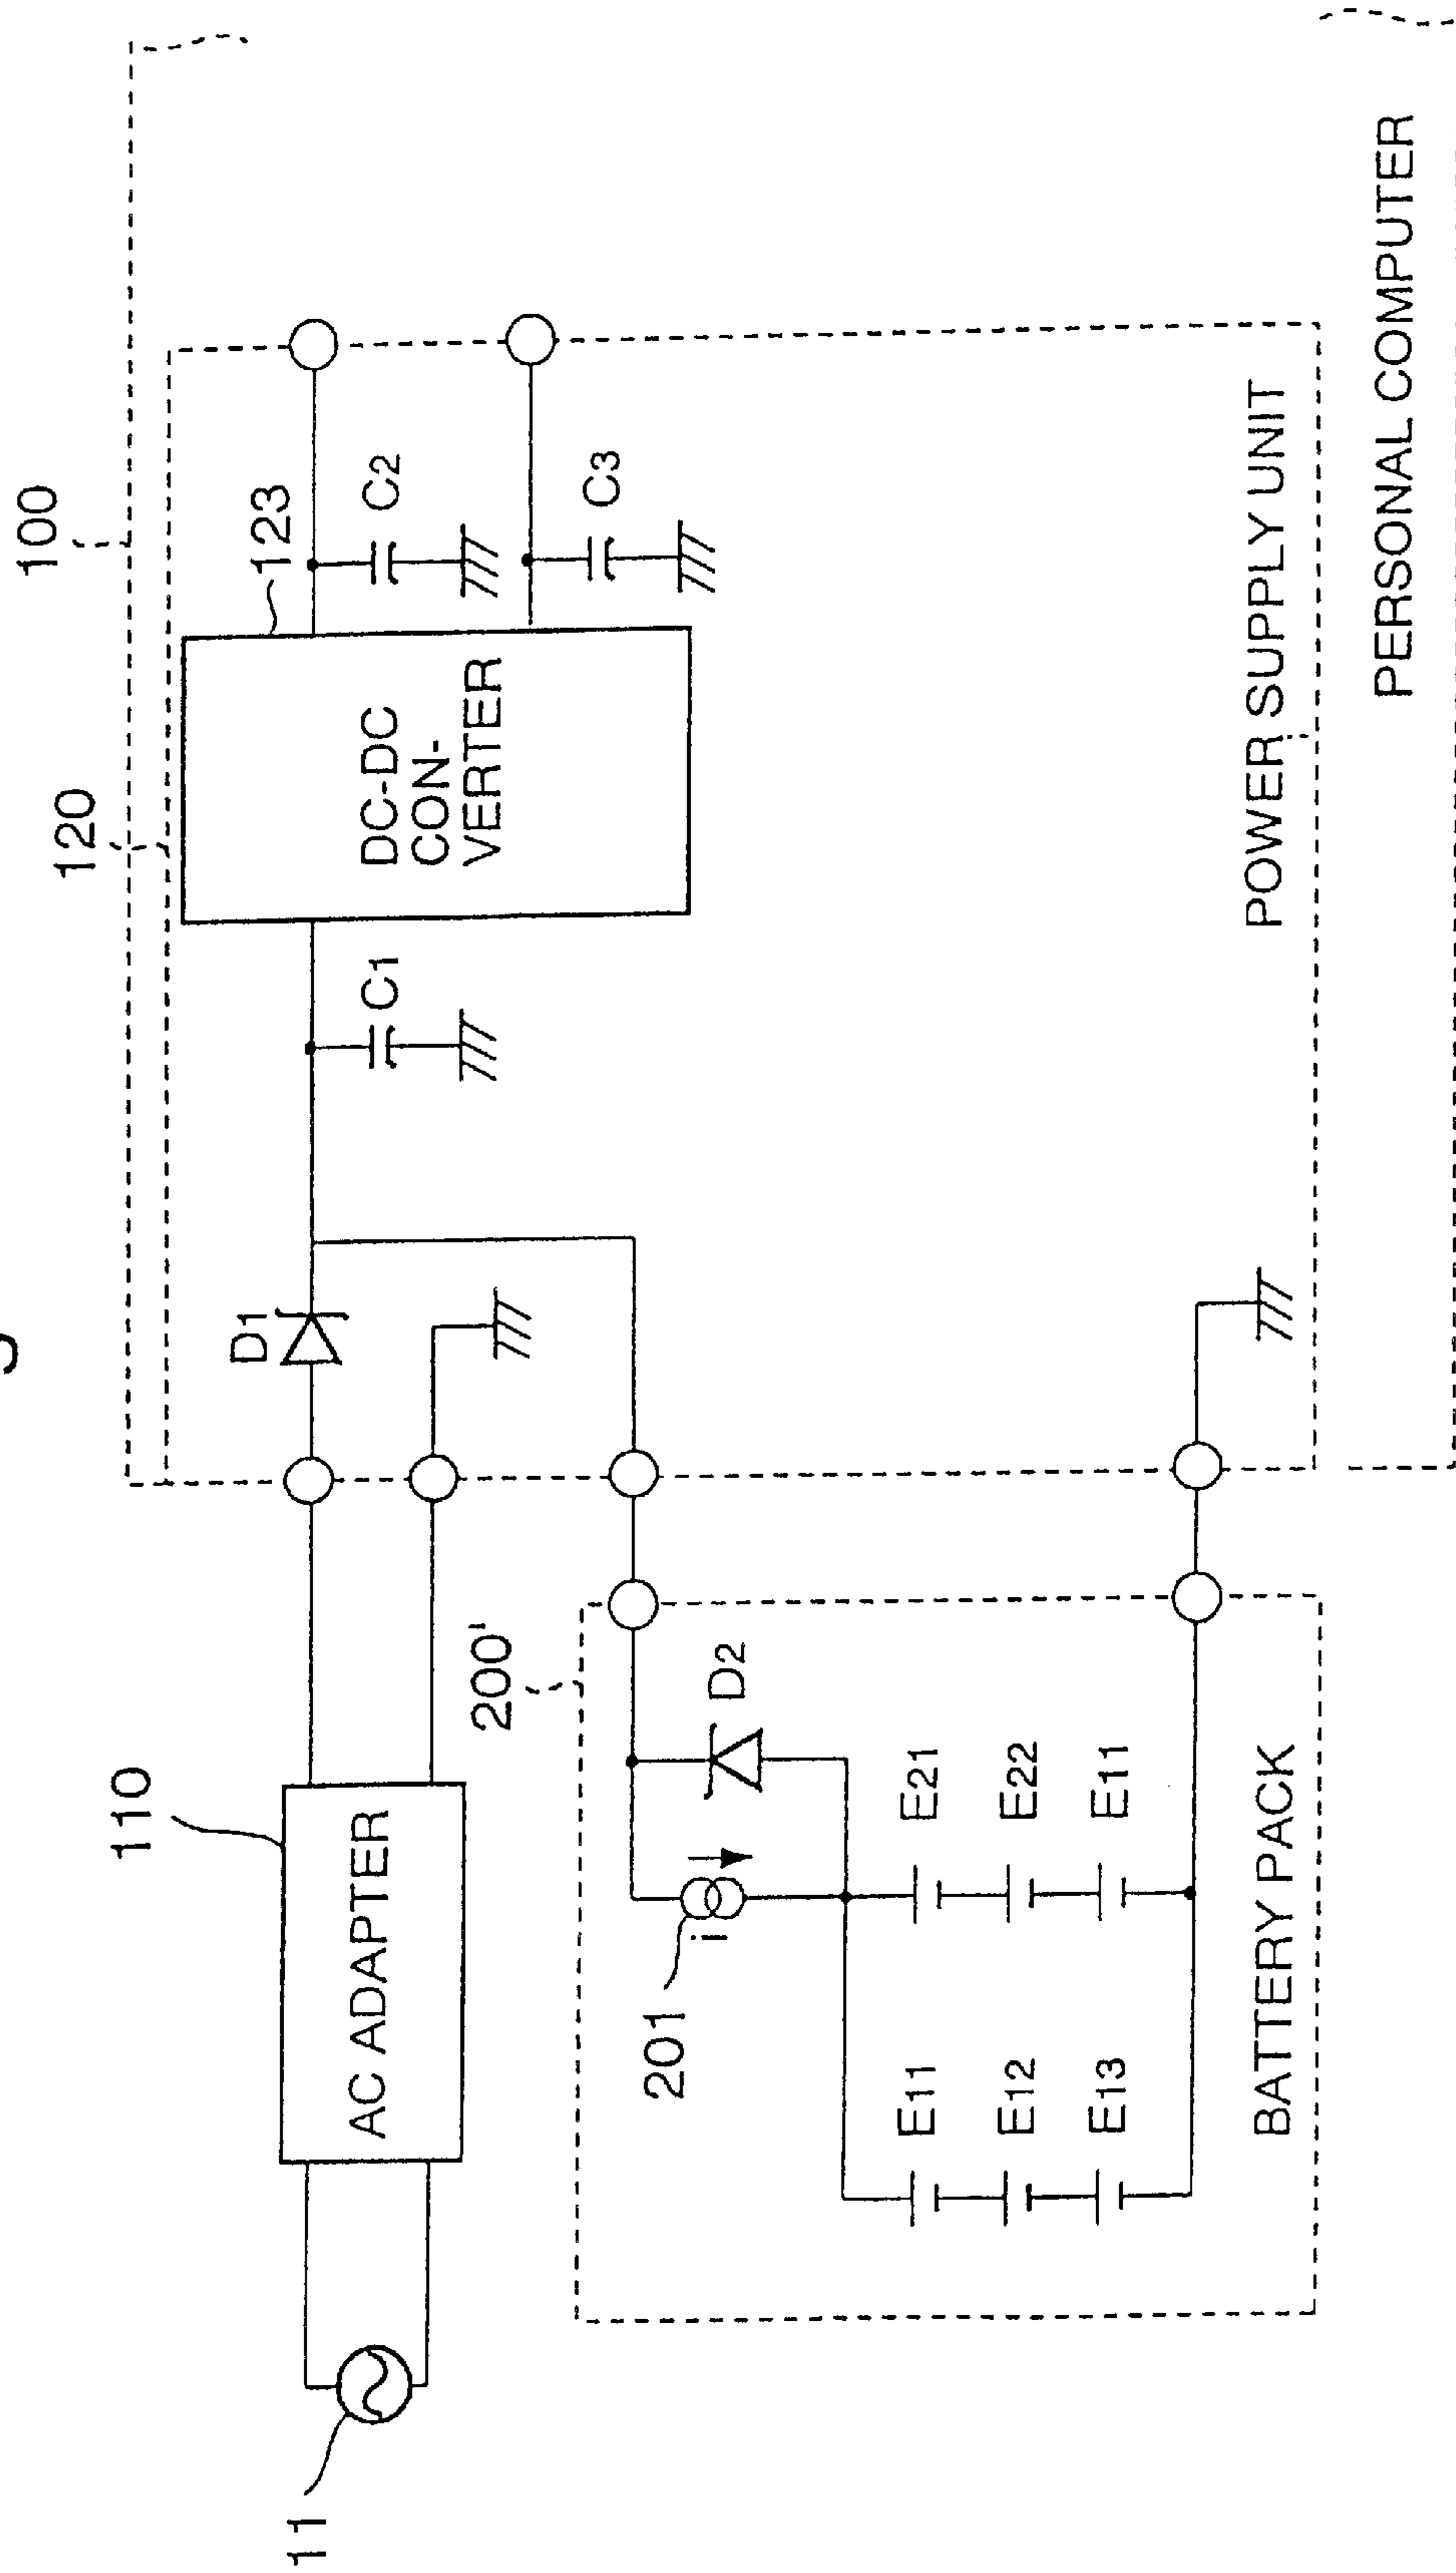 100
120
123
C2
C3
DC-DC
CON-
VERTER
C1
D1
POWER SUPPLY UNIT
PERSONAL COMPUTER
110
AC ADAPTER
11
200'
D2
201
i
E21
E22
E11
E11
E12
E13
BATTERY PACK